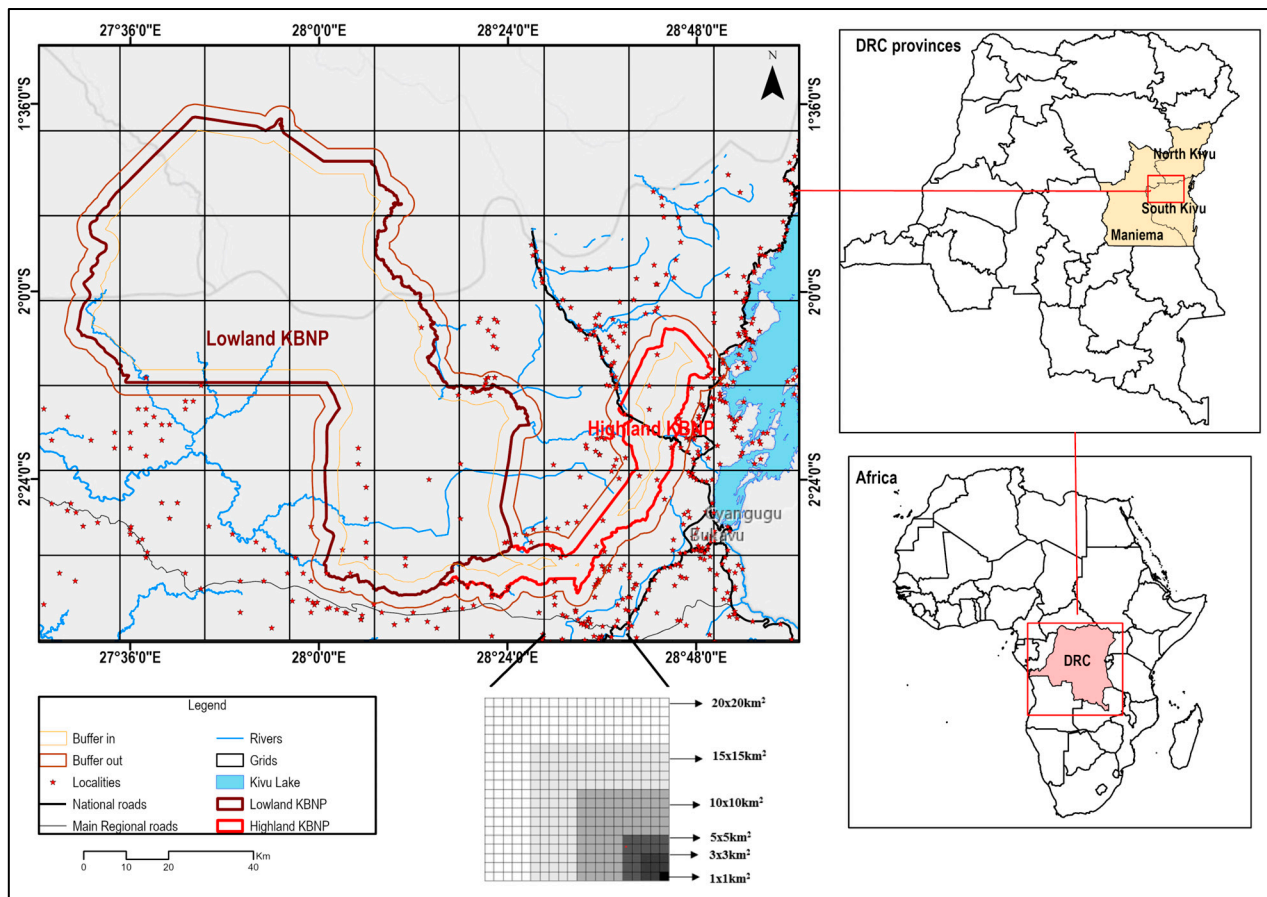 27°36'0"E
28°0'0"E
28°24'0"E
28°48'0"E
1°36'0"S
2°0'0"S
2°24'0"S
N
1°36'0"S
2°0'0"S
2°24'0"S
Lowland KBNP
Highland KBNP
Cyangugu
Bukavu
27°36'0"E
28°0'0"E
28°24'0"E
28°48'0"E
DRC provinces
North Kivu
South Kivu
Maniema
Africa
DRC
Legend
Buffer in
Buffer out
Localities
National roads
Main Regional roads
Rivers
Grids
Kivu Lake
Lowland KBNP
Highland KBNP
Km
0 10 20 40
20x20km²
15x15km²
10x10km²
5x5km²
3x3km²
1x1km²